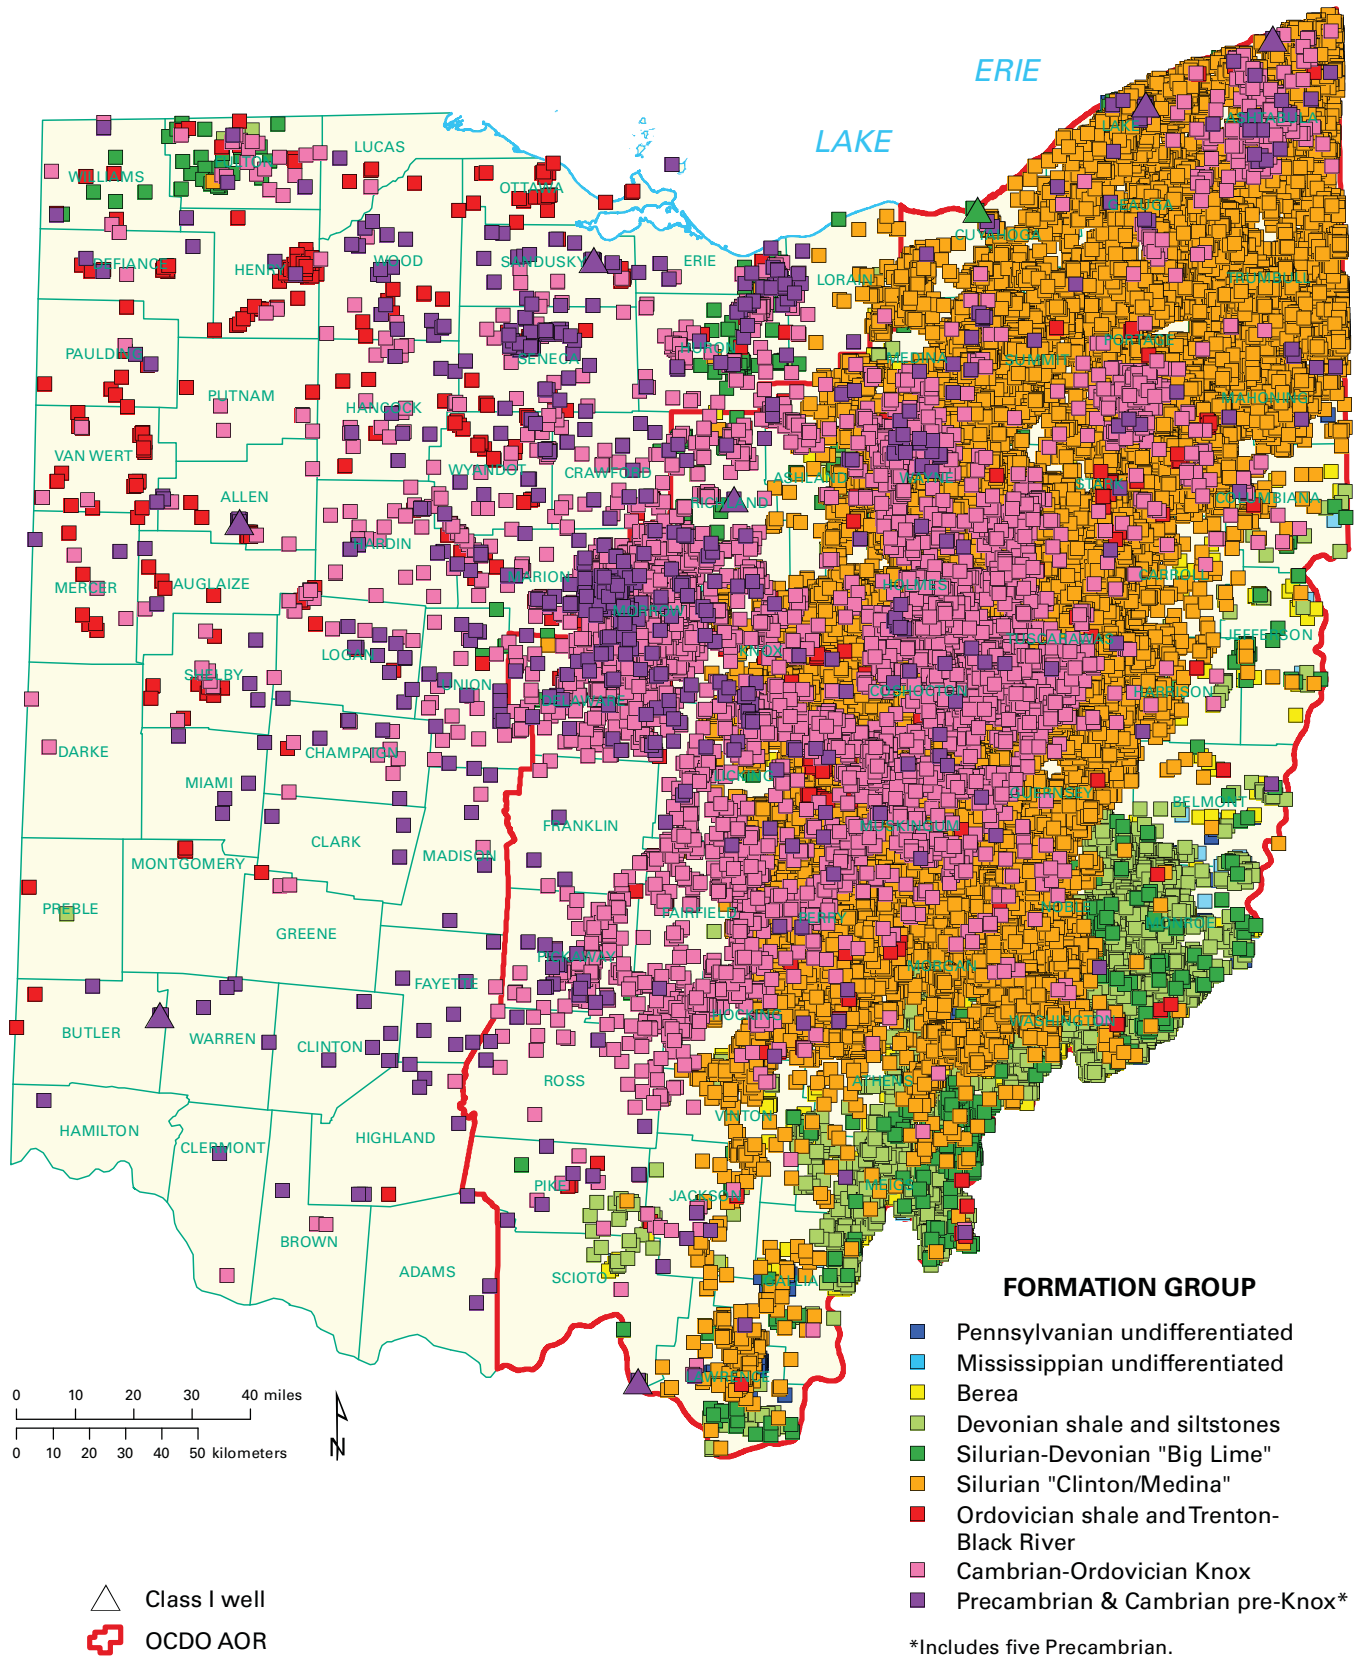 ERIE
LAKE
LUCAS
WILLIAMS
FULTON
OTTAWA
LAKE
ASHTABULA
GEAUGA
CUYAHOGA
DEFIANCE
HENRY
WOOD
SANDUSKY
ERIE
LORAIN
TRUMBULL
PAULDING
SENECA
HURON
MEDINA
SUMMIT
PORTAGE
PUTNAM
HANCOCK
MAHONING
VAN WERT
WYANDOT
CRAWFORD
ASHLAND
WAYNE
STARK
COLUMBIANA
ALLEN
RICHLAND
HARDIN
MERCER
AUGLAIZE
MARION
MORROW
HOLMES
CARROLL
TUSCARAWAS
JEFFERSON
LOGAN
KNOX
SHELBY
UNION
DELAWARE
COSHOCTON
HARRISON
DARKE
CHAMPAIGN
MIAMI
LICKING
GUERNSEY
BELMONT
FRANKLIN
MUSKINGUM
CLARK
MADISON
MONTGOMERY
PREBLE
FAIRFIELD
PERRY
NOBLE
MONROE
GREENE
PICKAWAY
MORGAN
FAYETTE
BUTLER
WARREN
CLINTON
HOCKING
WASHINGTON
ROSS
ATHENS
VINTON
HAMILTON
CLERMONT
HIGHLAND
PIKE
JACKSON
MEIGS
BROWN
ADAMS
SCIOTO
GALLIA
LAWRENCE
FORMATION GROUP
Pennsylvanian undifferentiated
Mississippian undifferentiated
Berea
Devonian shale and siltstones
Silurian-Devonian "Big Lime"
Silurian "Clinton/Medina"
Ordovician shale and Trenton-
Black River
Cambrian-Ordovician Knox
Precambrian & Cambrian pre-Knox*
*Includes five Precambrian.
0 10 20 30 40 miles
0 10 20 30 40 50 kilometers
N
Class I well
OCDO AOR